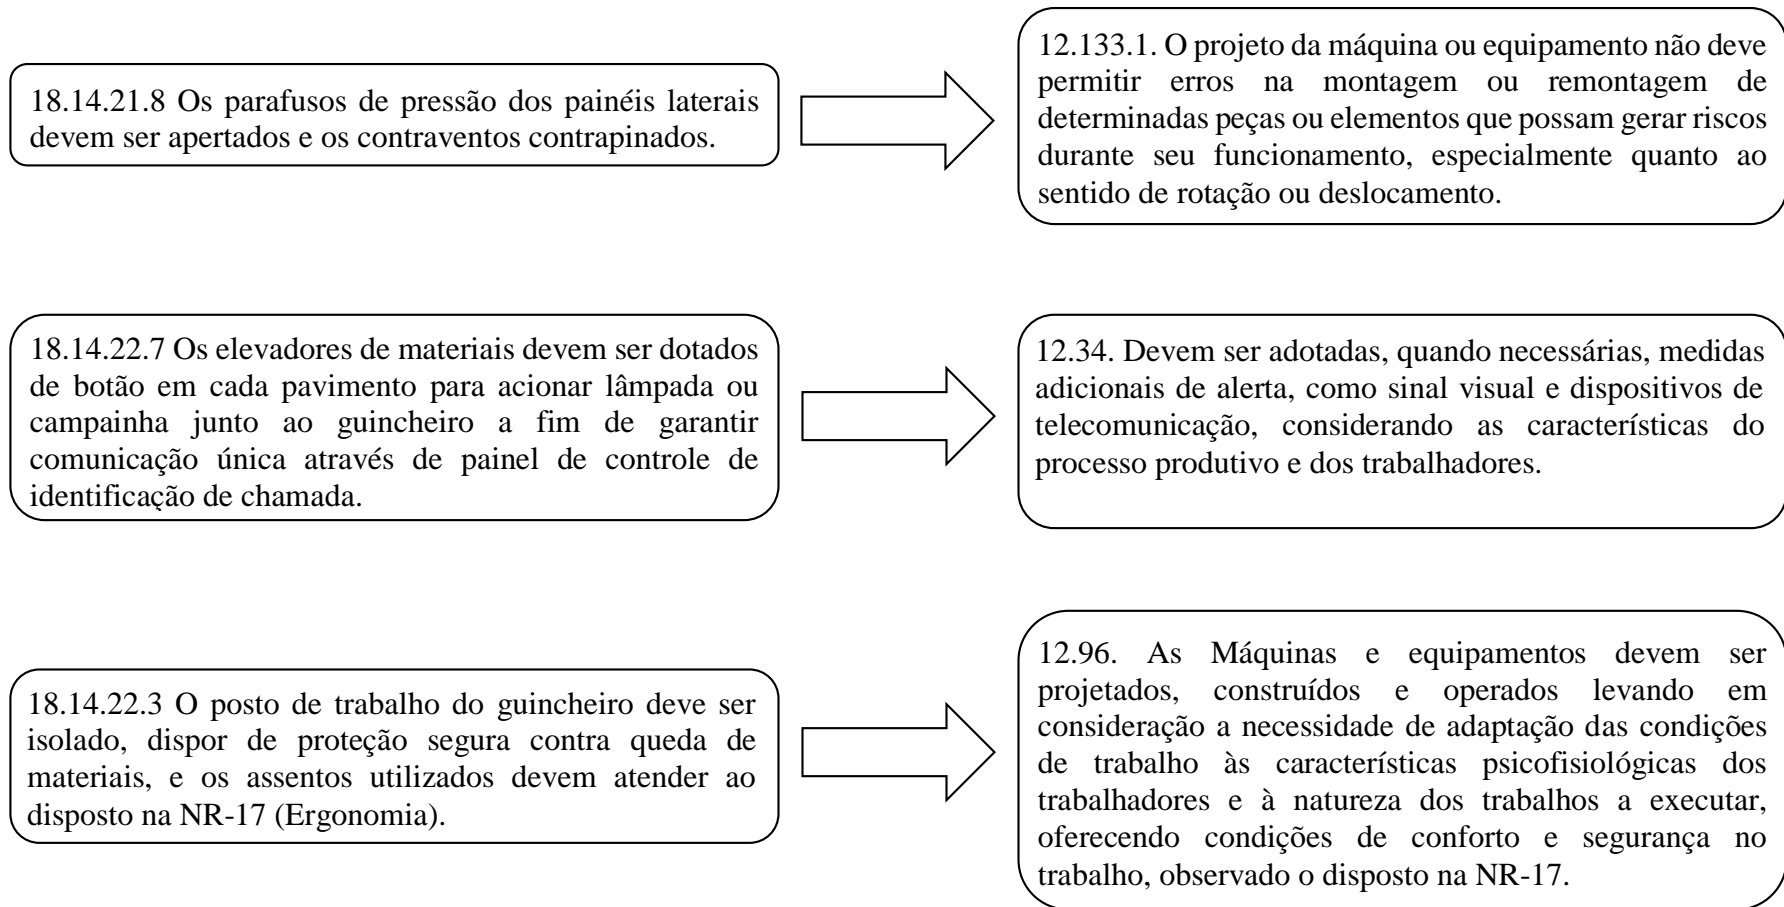 18.14.21.8 Os parafusos de pressão dos painéis laterais
devem ser apertados e os contraventos contrapinados.
12.133.1. O projeto da máquina ou equipamento não deve
permitir erros na montagem ou remontagem de
determinadas peças ou elementos que possam gerar riscos
durante seu funcionamento, especialmente quanto ao
sentido de rotação ou deslocamento.
18.14.22.7 Os elevadores de materiais devem ser dotados
de botão em cada pavimento para acionar lâmpada ou
campainha junto ao guincheiro a fim de garantir
comunicação única através de painel de controle de
identificação de chamada.
12.34. Devem ser adotadas, quando necessárias, medidas
adicionais de alerta, como sinal visual e dispositivos de
telecomunicação, considerando as características do
processo produtivo e dos trabalhadores.
18.14.22.3 O posto de trabalho do guincheiro deve ser
isolado, dispor de proteção segura contra queda de
materiais, e os assentos utilizados devem atender ao
disposto na NR-17 (Ergonomia).
12.96. As Máquinas e equipamentos devem ser
projetados, construídos e operados levando em
consideração a necessidade de adaptação das condições
de trabalho às características psicofisiológicas dos
trabalhadores e à natureza dos trabalhos a executar,
oferecendo condições de conforto e segurança no
trabalho, observado o disposto na NR-17.